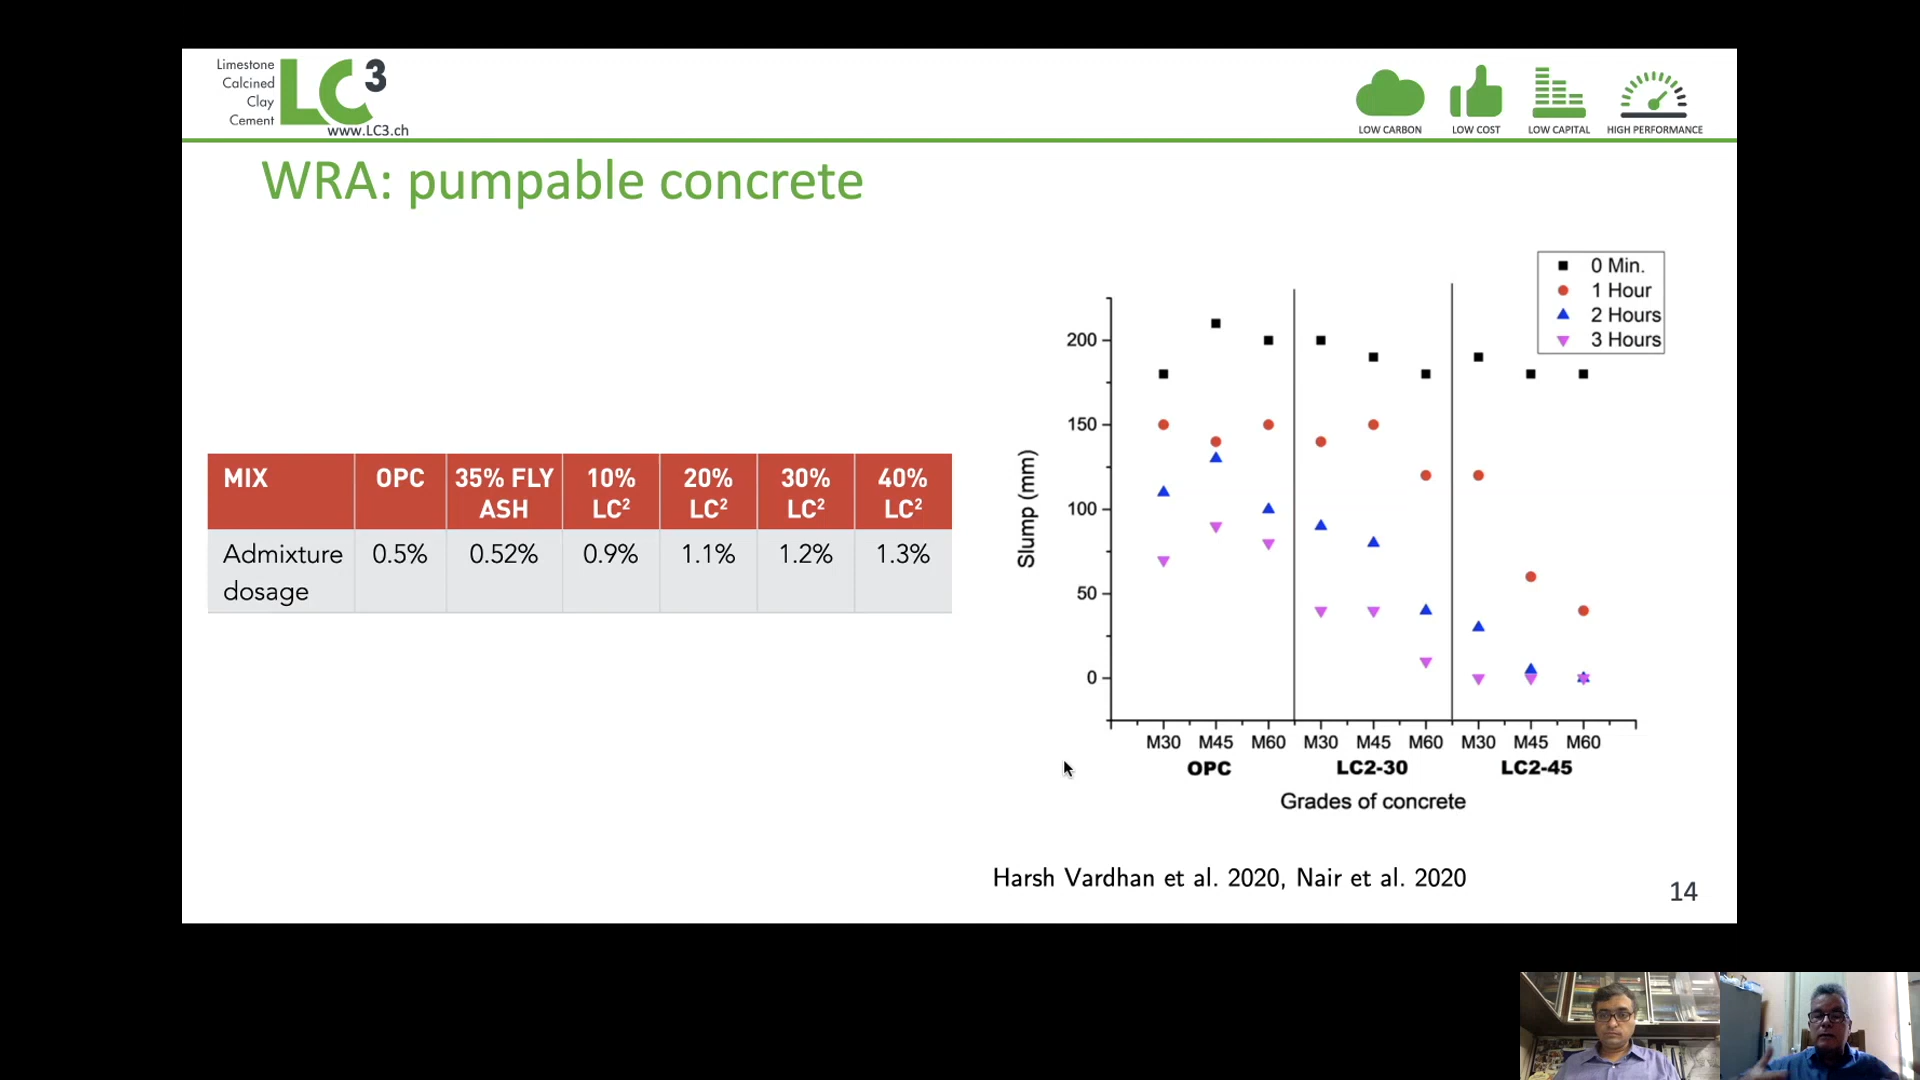 Limestone
Calcined
Clay
Cement
LC3
www.LC3.ch
LOW CARBON
LOW COST
LOW CAPITAL
HIGH PERFORMANCE
WRA: pumpable concrete
MIX OPC 35% FLY ASH 10% LC² 20% LC² 30% LC² 40% LC²
Admixture dosage 0.5% 0.52% 0.9% 1.1% 1.2% 1.3%
0 Min.
1 Hour
2 Hours
3 Hours
Slump (mm)
200
150
100
50
0
M30 M45 M60 M30 M45 M60 M30 M45 M60
OPC LC2-30 LC2-45
Grades of concrete
Harsh Vardhan et al. 2020, Nair et al. 2020
14